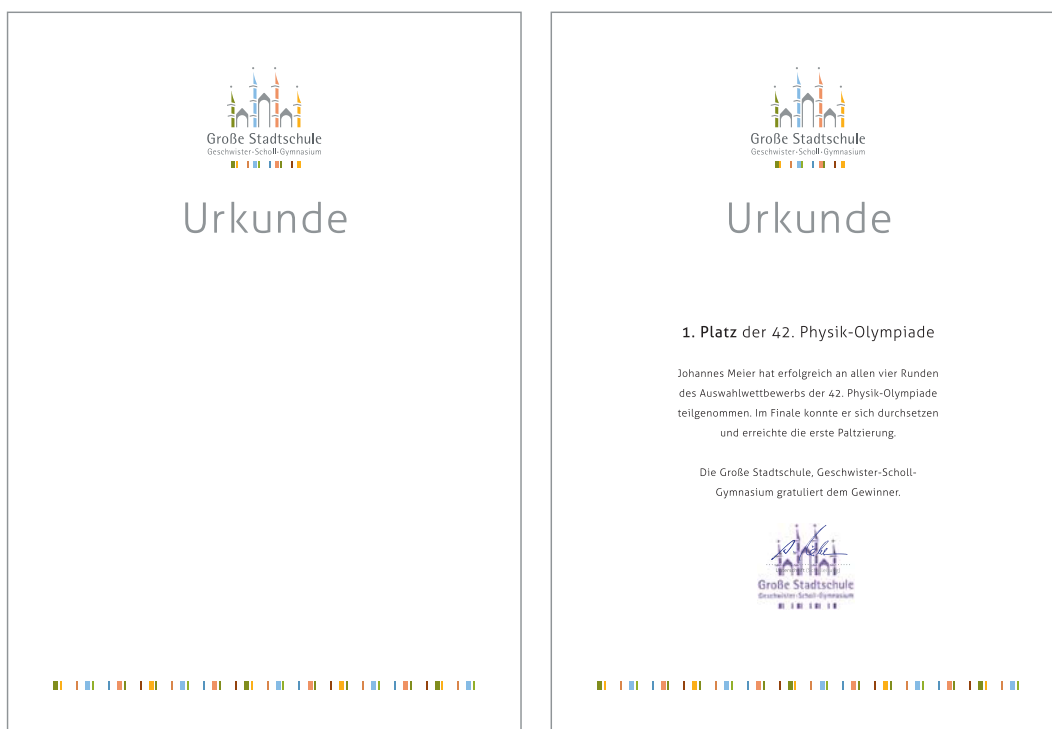 Große Stadtschule
Geschwister-Scholl-Gymnasium
Urkunde
Große Stadtschule
Geschwister-Scholl-Gymnasium
Urkunde
1. Platz der 42. Physik-Olympiade
Johannes Meier hat erfolgreich an allen vier Runden
des Auswahlwettbewerbs der 42. Physik-Olympiade
teilgenommen. Im Finale konnte er sich durchsetzen
und erreichte die erste Paltzierung.
Die Große Stadtschule, Geschwister-Scholl-
Gymnasium gratuliert dem Gewinner.
Große Stadtschule
Geschwister-Scholl-Gymnasium